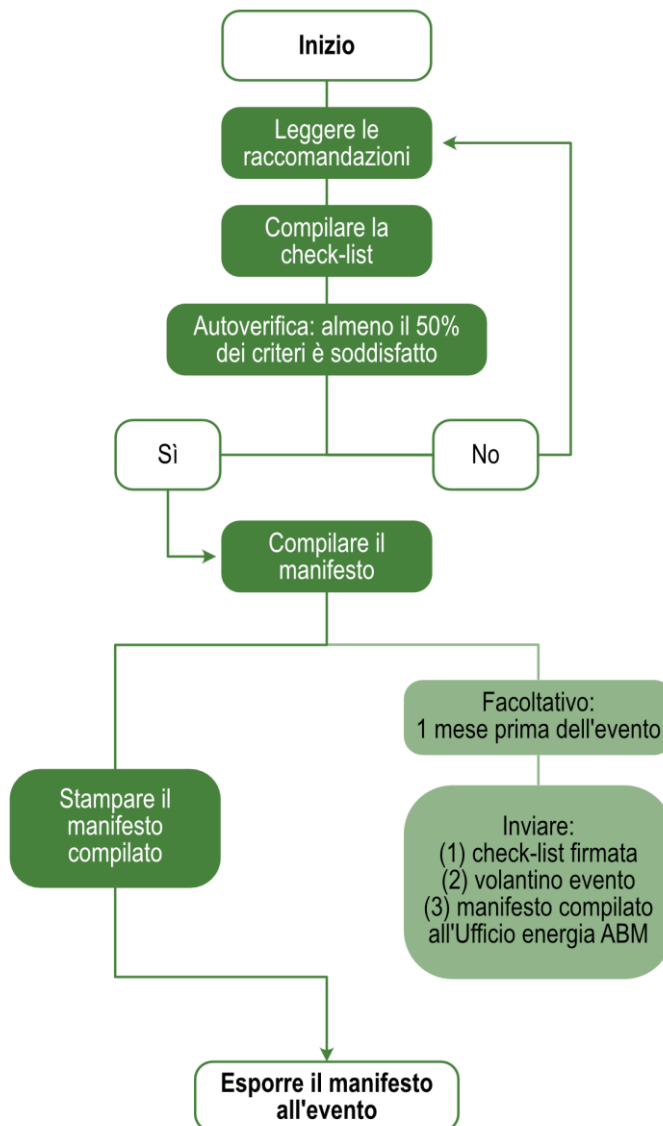 Inizio
Leggere le
raccomandazioni
Compilare la
check-list
Autoverifica: almeno il 50%
dei criteri è soddisfatto
Sì
No
Compilare il
manifesto
Facoltativo:
1 mese prima dell'evento
Stampare il
manifesto
compilato
Inviare:
(1) check-list firmata
(2) volantino evento
(3) manifesto compilato
all'Ufficio energia ABM
Esporre il manifesto
all'evento